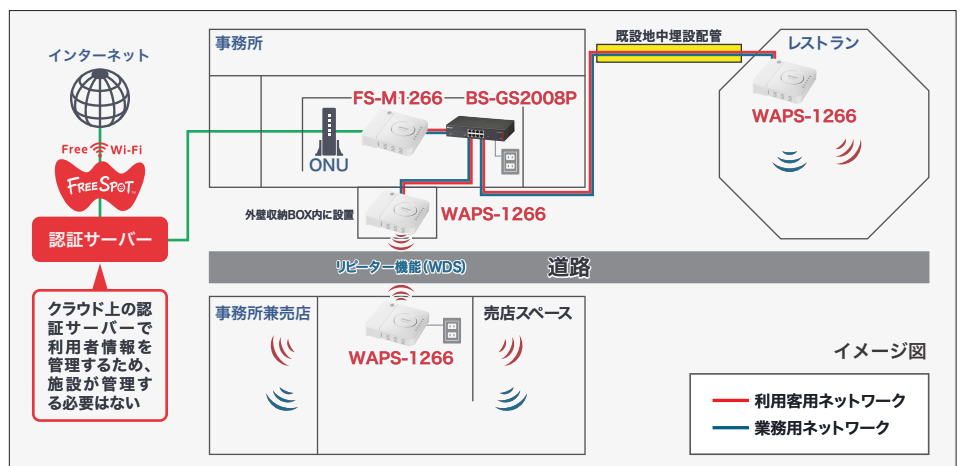 インターネット
Free Wi-Fi
FREESPOT™
認証サーバー
クラウド上の認
証サーバーで
利用者情報を
管理するため、
施設が管理す
る必要はない
事務所
FS-M1266
BS-GS2008P
ONU
外壁収納BOX内に設置
WAPS-1266
既設地中埋設配管
レストラン
WAPS-1266
リピーター機能(WDS)
道路
事務所兼売店
WAPS-1266
売店スペース
イメージ図
利用客用ネットワーク
業務用ネットワーク